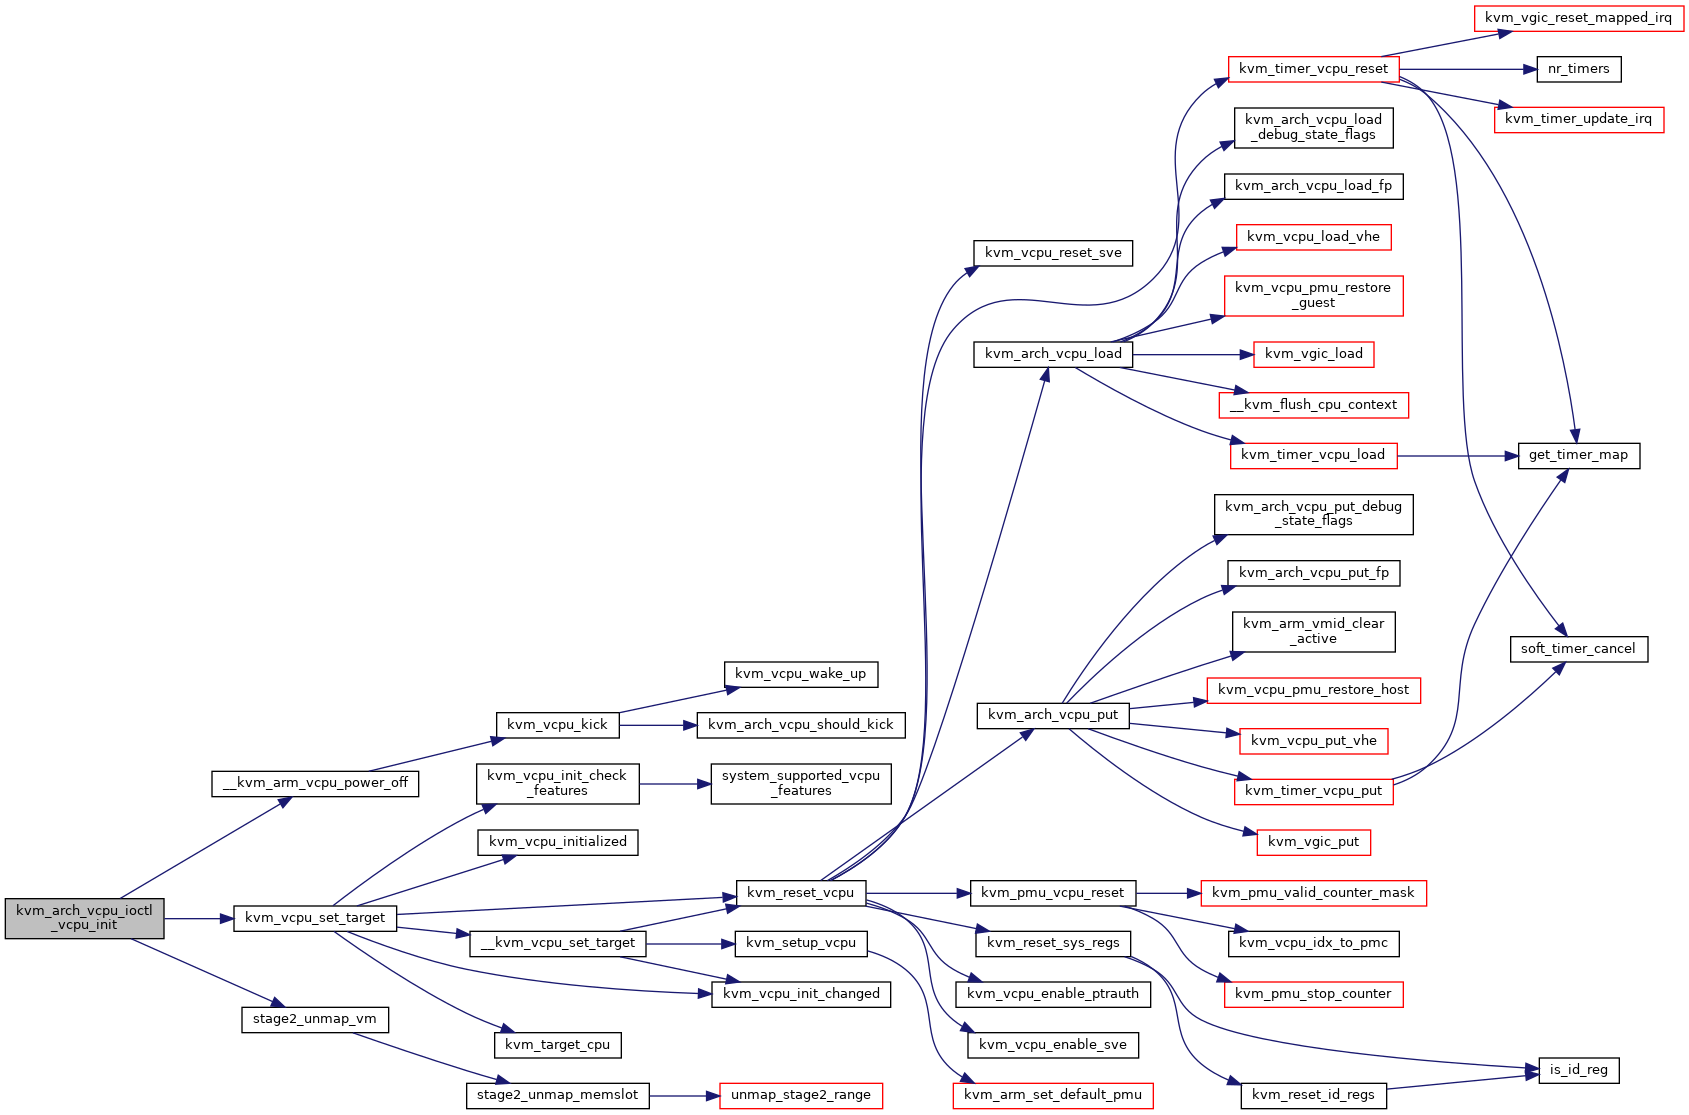 kvm_arch_vcpu_ioctl
_vcpu_init
__kvm_arm_vcpu_power_off
kvm_vcpu_set_target
stage2_unmap_vm
kvm_vcpu_kick
kvm_vcpu_init_check
_features
kvm_vcpu_initialized
__kvm_vcpu_set_target
kvm_target_cpu
stage2_unmap_memslot
kvm_vcpu_wake_up
kvm_arch_vcpu_should_kick
system_supported_vcpu
_features
kvm_reset_vcpu
kvm_setup_vcpu
kvm_vcpu_init_changed
unmap_stage2_range
kvm_vcpu_reset_sve
kvm_arch_vcpu_load
kvm_arch_vcpu_put
kvm_pmu_vcpu_reset
kvm_reset_sys_regs
kvm_vcpu_enable_ptrauth
kvm_vcpu_enable_sve
kvm_arm_set_default_pmu
kvm_timer_vcpu_reset
kvm_arch_vcpu_load
_debug_state_flags
kvm_arch_vcpu_load_fp
kvm_vcpu_load_vhe
kvm_vcpu_pmu_restore
_guest
kvm_vgic_load
__kvm_flush_cpu_context
kvm_timer_vcpu_load
kvm_arch_vcpu_put_debug
_state_flags
kvm_arch_vcpu_put_fp
kvm_arm_vmid_clear
_active
kvm_vcpu_pmu_restore_host
kvm_vcpu_put_vhe
kvm_timer_vcpu_put
kvm_vgic_put
kvm_pmu_valid_counter_mask
kvm_vcpu_idx_to_pmc
kvm_pmu_stop_counter
kvm_reset_id_regs
kvm_vgic_reset_mapped_irq
nr_timers
kvm_timer_update_irq
get_timer_map
soft_timer_cancel
is_id_reg